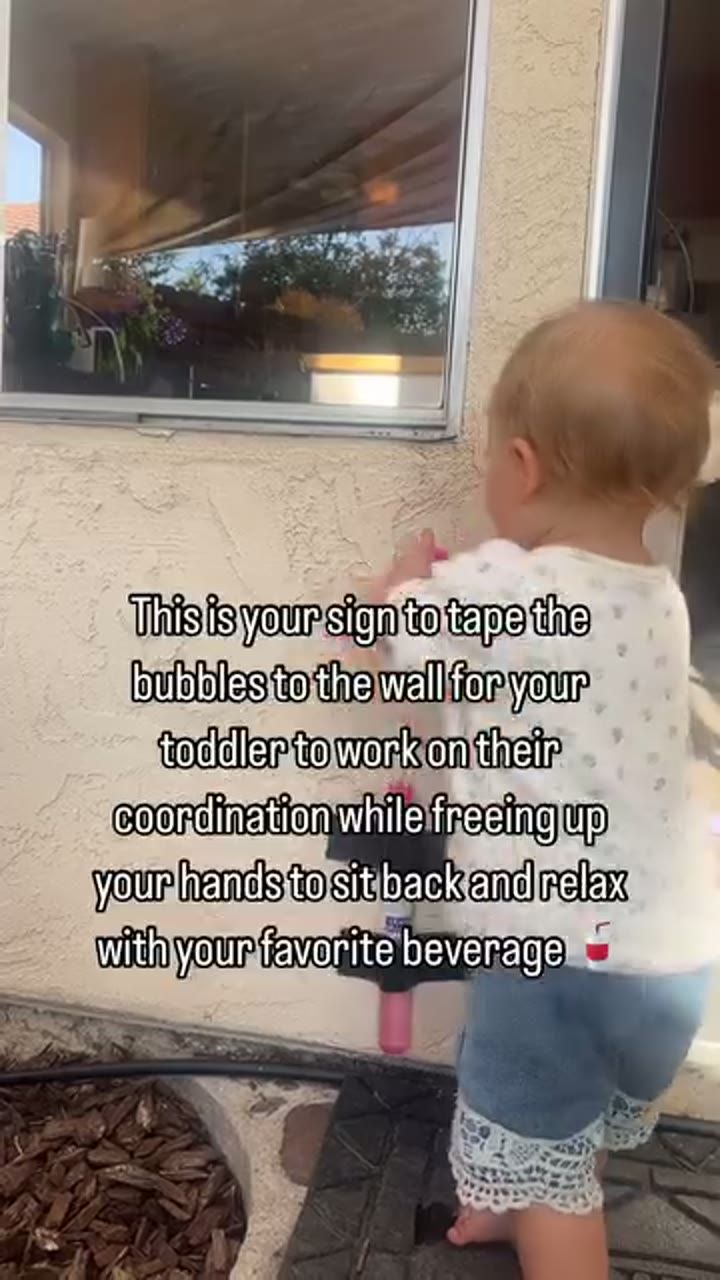 This is your sign to tape the
bubbles to the wall for your
toddler to work on their
coordination while freeing up
your hands to sit back and relax
with your favorite beverage 🥤